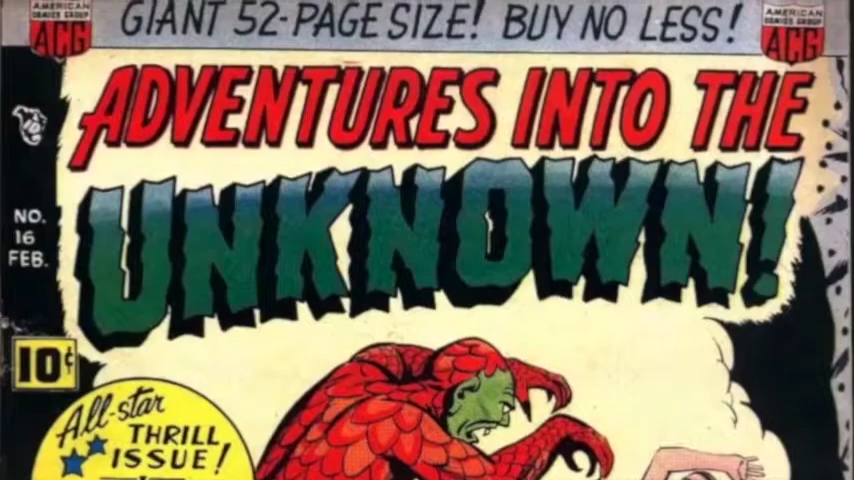 AMERICAN
COMICS GROUP
ACG
GIANT 52-PAGE SIZE! BUY NO LESS!
AMERICAN
COMICS GROUP
ACG
ADVENTURES INTO THE
UNKNOWN!
NO.
16
FEB.
10¢
All-star
THRILL
ISSUE!